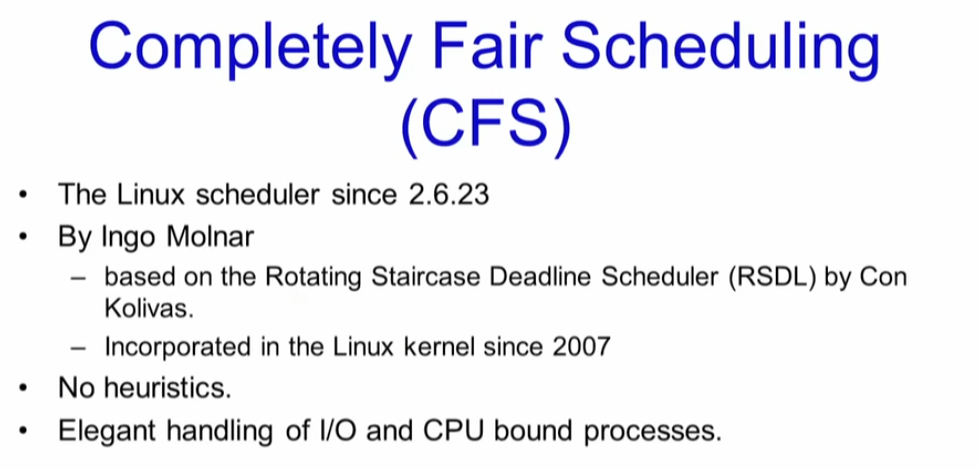 Completely Fair Scheduling
(CFS)
• The Linux scheduler since 2.6.23
• By Ingo Molnar
– based on the Rotating Staircase Deadline Scheduler (RSDL) by Con
Kolivas.
– Incorporated in the Linux kernel since 2007
• No heuristics.
• Elegant handling of I/O and CPU bound processes.